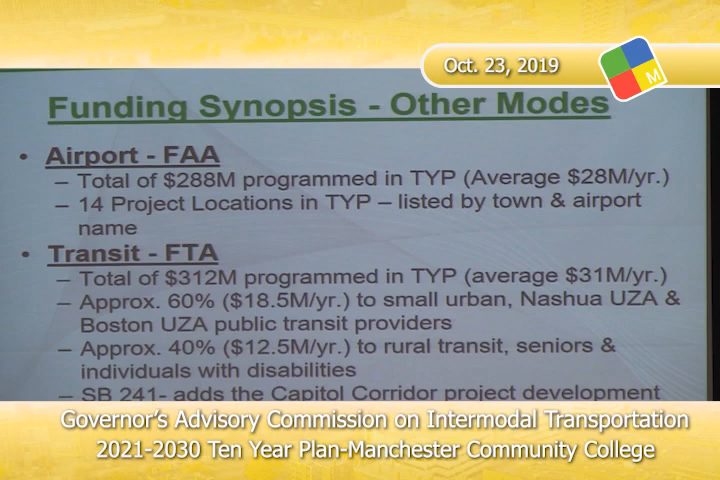 Oct. 23, 2019
M
Funding Synopsis - Other Modes
• Airport - FAA
– Total of $288M programmed in TYP (Average $28M/yr.)
– 14 Project Locations in TYP – listed by town & airport
name
• Transit - FTA
– Total of $312M programmed in TYP (average $31M/yr.)
– Approx. 60% ($18.5M/yr.) to small urban, Nashua UZA &
Boston UZA public transit providers
– Approx. 40% ($12.5M/yr.) to rural transit, seniors &
individuals with disabilities
– SB 241- adds the Capitol Corridor project development
Governor's Advisory Commission on Intermodal Transportation
2021-2030 Ten Year Plan-Manchester Community College